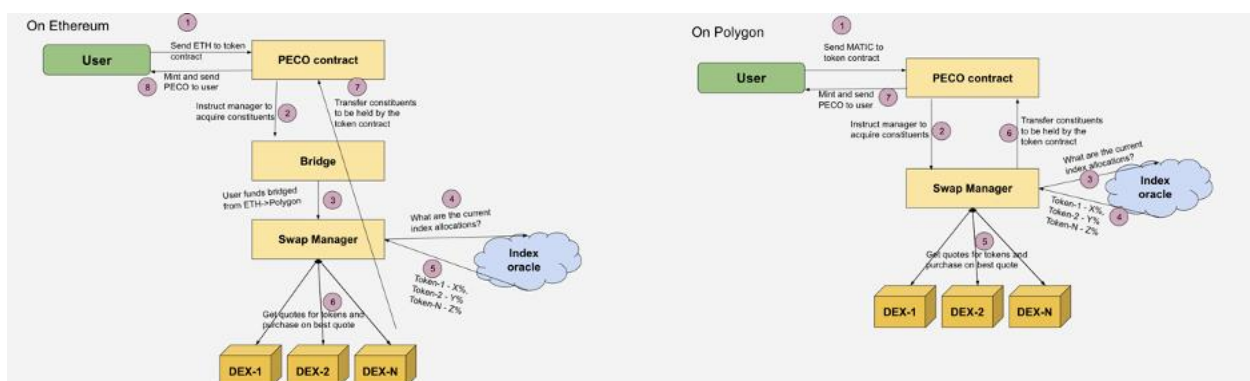 On Ethereum
1
Send ETH to token
contract
User
PECO contract
8
Mint and send
PECO to user
7
Transfer constituents
to be held by the
token contract
Instruct manager to
acquire constituents
2
Bridge
User funds bridged
from ETH->Polygon
3
4
What are the current
index allocations?
Swap Manager
Index
oracle
5
Token-1 - X%,
Token-2 - Y%
Token-N - Z%
6
Get quotes for tokens and
purchase on best quote
DEX-1
DEX-2
DEX-N
On Polygon
1
Send MATIC to
token contract
User
PECO contract
7
Mint and send
PECO to user
Instruct manager to
acquire constituents
2
6
Transfer constituents
to be held by the
token contract
What are the current
index allocations?
3
Swap Manager
Index
oracle
Token-1 - X%,
Token-2 - Y%
Token-N - Z%
4
5
Get quotes for tokens and
purchase on best quote
DEX-1
DEX-2
DEX-N